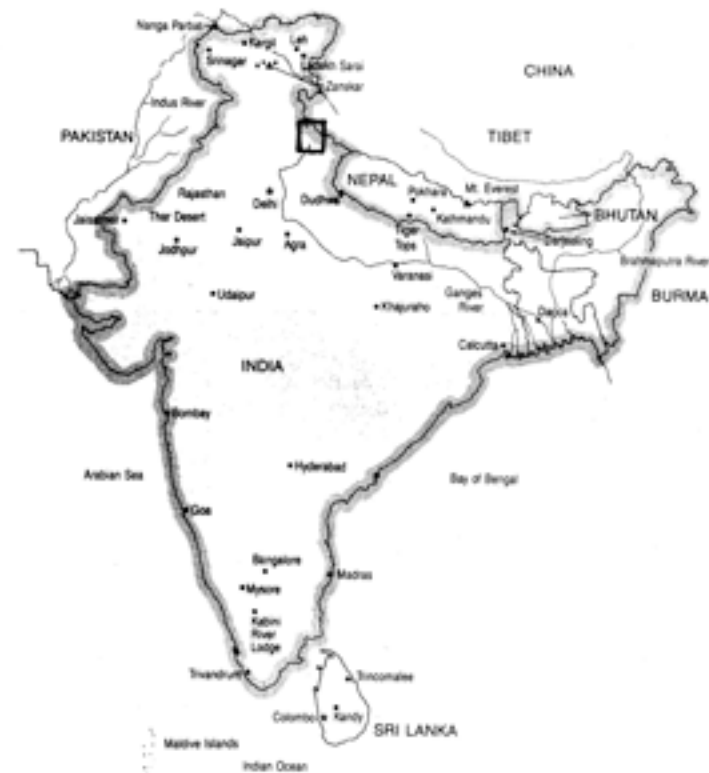 Nanga Parbat
Kargil
Leh
Srinagar
Zanskar
CHINA
Indus River
PAKISTAN
TIBET
NEPAL
Pokhara
Mt. Everest
Rajasthan
Delhi
Dudhwa
Kathmandu
BHUTAN
Jaisalmer
Thar Desert
Tiger
Tops
Darjeeling
Jodhpur
Jaipur
Agra
Brahmaputra River
Varanasi
Udaipur
Khajuraho
Ganges
River
Dacca
BURMA
Calcutta
INDIA
Bombay
Arabian Sea
Hyderabad
Bay of Bengal
Goa
Bangalore
Madras
Mysore
Kabini
River
Lodge
Trivandrum
Trincomalee
Colombo
Kandy
SRI LANKA
Maldive Islands
Indian Ocean